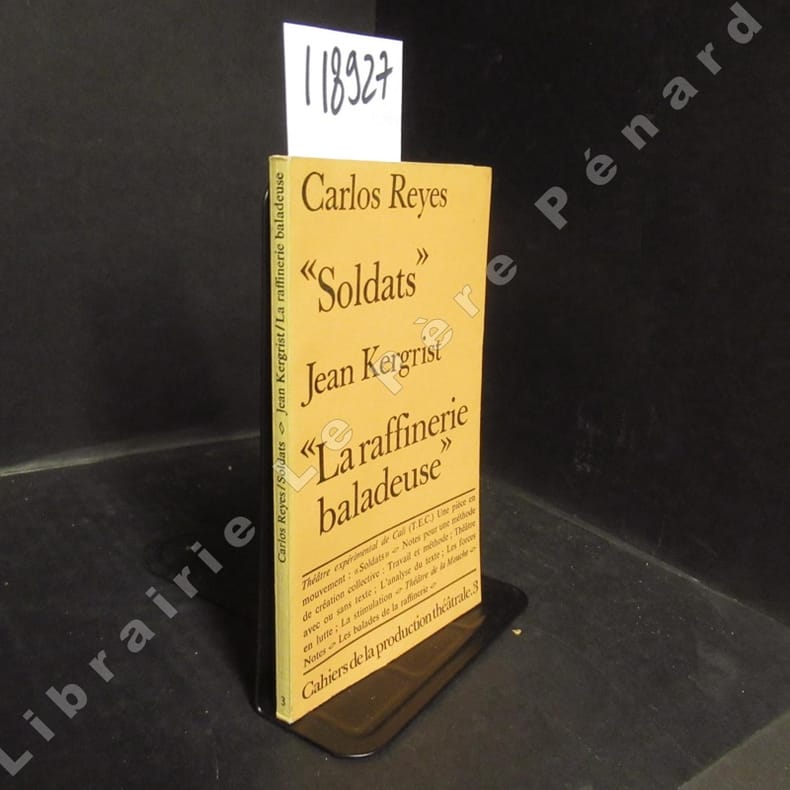 118927
Carlos Reyes
«Soldats»
Jean Kergrist
«La raffinerie
baladeuse»
Théâtre expérimental de Cali (T.E.C.) Une pièce en
mouvement : «Soldats» ⬦ Notes pour une méthode
de création collective : Travail et méthode ; Théâtre
avec ou sans texte ; L'analyse du texte ; Les forces
en lutte ; La stimulation ⬦ Théâtre de la Mouche ⬦
Notes ⬦ Les balades de la raffinerie ⬦
Cahiers de la production théâtrale.3
Carlos Reyes/Soldats ⬦ Jean Kergrist/La raffinerie baladeuse
3
Librairie Le Père Pénard